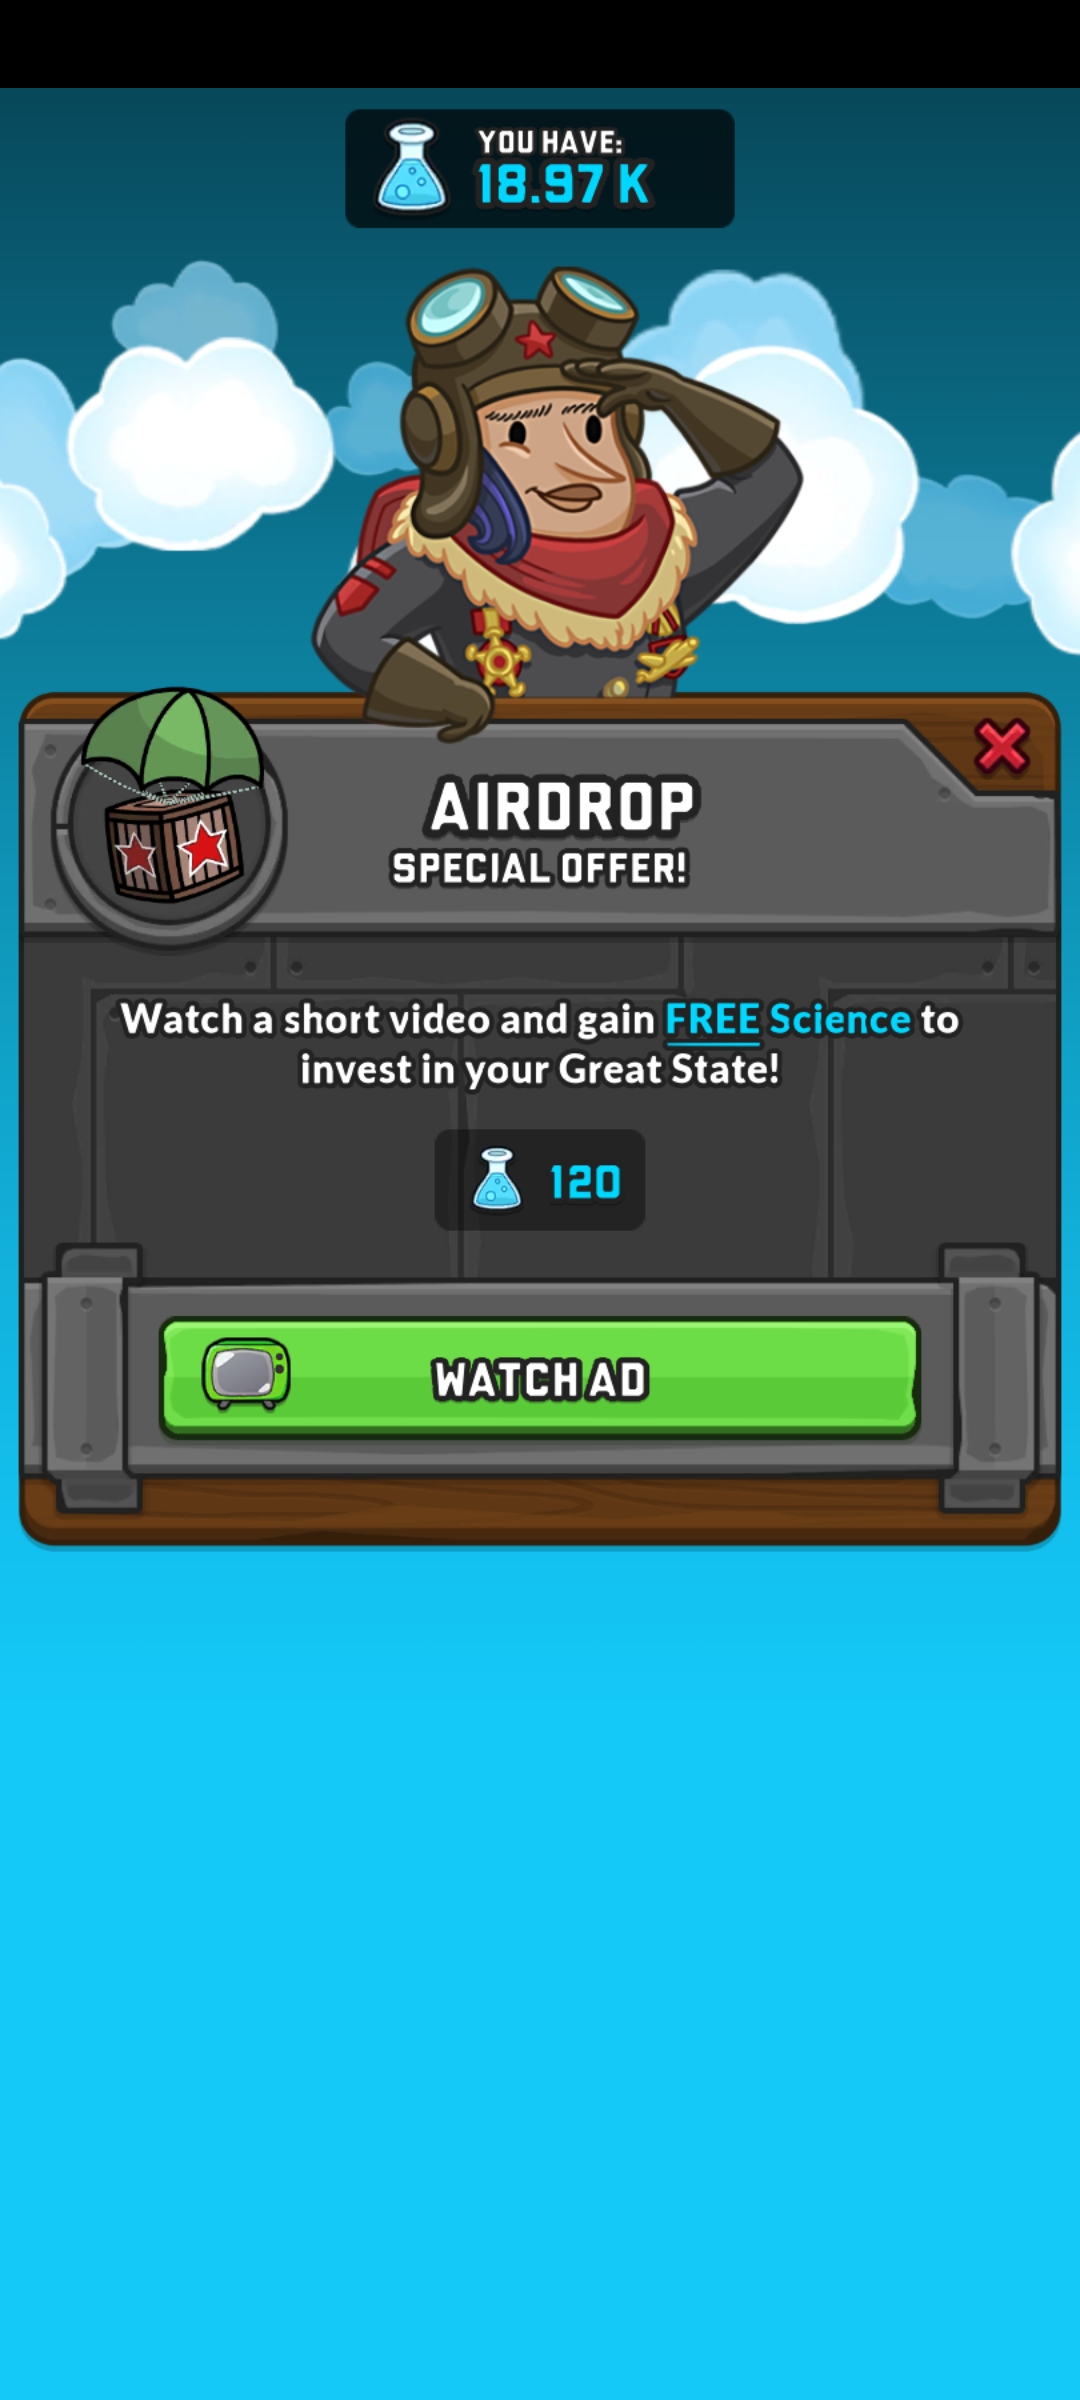 YOU HAVE:
18.97 K
AIRDROP
SPECIAL OFFER!
Watch a short video and gain FREE Science to
invest in your Great State!
120
WATCH AD